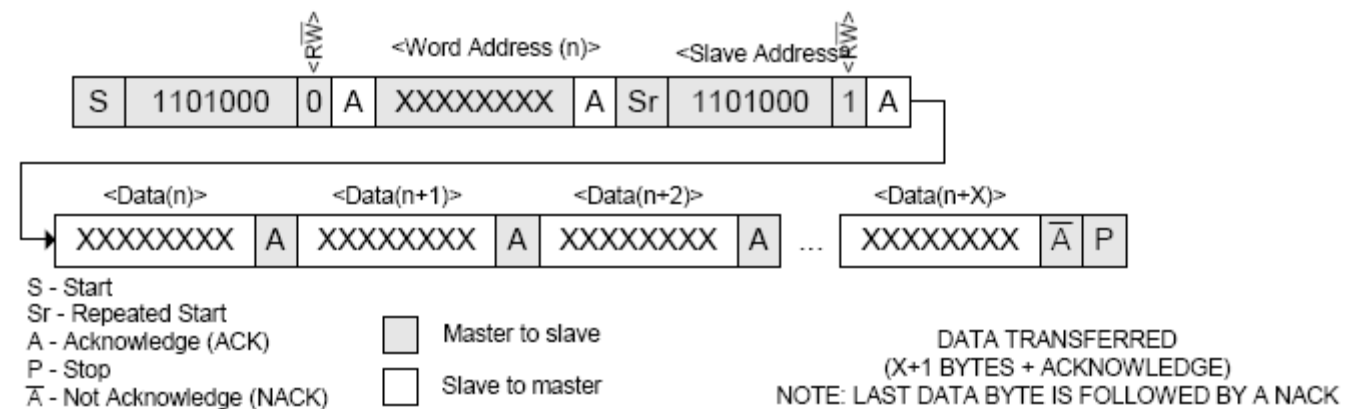 <R/W̅> <Word Address (n)> <Slave Address> <R/W̅>
S 1101000 0 A XXXXXXXX A Sr 1101000 1 A
<Data(n)> <Data(n+1)> <Data(n+2)> <Data(n+X)>
XXXXXXXX A XXXXXXXX A XXXXXXXX A ... XXXXXXXX A̅ P
S - Start
Sr - Repeated Start
A - Acknowledge (ACK)
P - Stop
A̅ - Not Acknowledge (NACK)
Master to slave
Slave to master
DATA TRANSFERRED
(X+1 BYTES + ACKNOWLEDGE)
NOTE: LAST DATA BYTE IS FOLLOWED BY A NACK